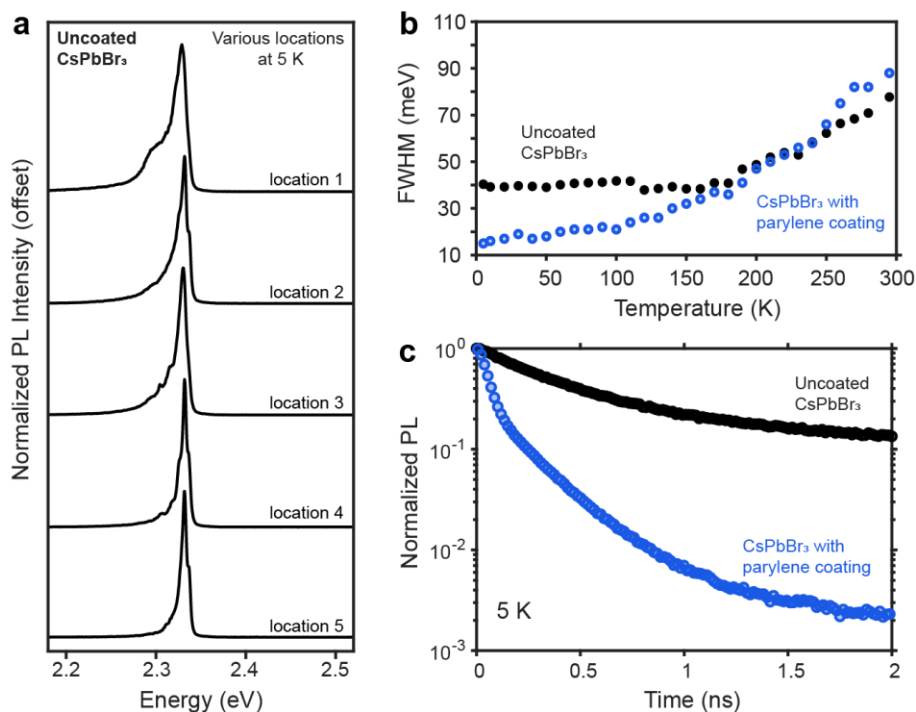 a
Uncoated
CsPbBr₃
Various locations
at 5 K
Normalized PL Intensity (offset)
location 1
location 2
location 3
location 4
location 5
2.2
2.3
2.4
2.5
Energy (eV)
b
FWHM (meV)
110
90
70
50
30
10
Uncoated
CsPbBr₃
CsPbBr₃ with
parylene coating
0
50
100
150
200
250
300
Temperature (K)
c
Normalized PL
10⁰
10⁻¹
10⁻²
10⁻³
Uncoated
CsPbBr₃
CsPbBr₃ with
parylene coating
5 K
0
0.5
1
1.5
2
Time (ns)